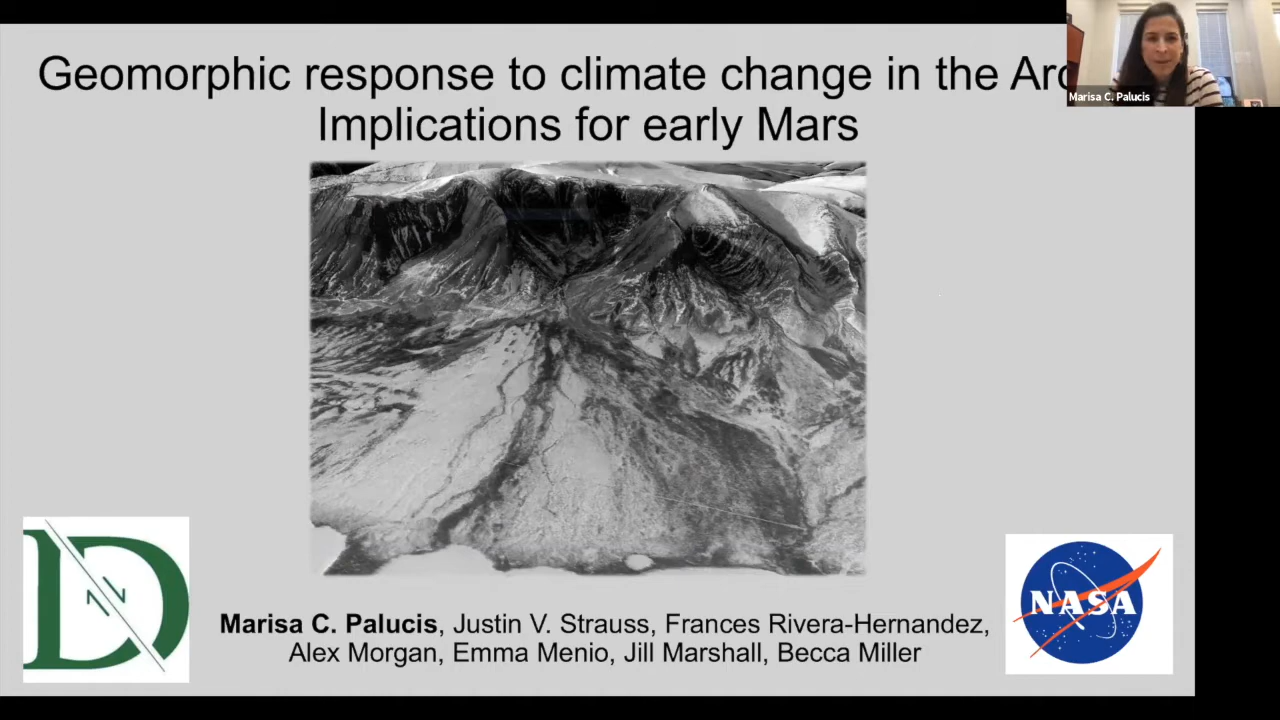 Geomorphic response to climate change in the
Implications for early Mars
Marisa C. Palucis
NASA
Marisa C. Palucis, Justin V. Strauss, Frances Rivera-Hernandez,
Alex Morgan, Emma Menio, Jill Marshall, Becca Miller